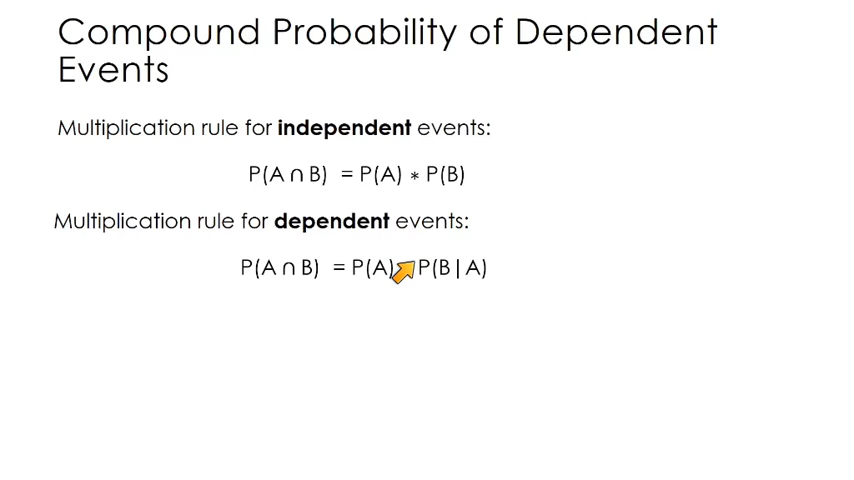 Compound Probability of Dependent
Events
Multiplication rule for independent events:
P(A ∩ B) = P(A) * P(B)
Multiplication rule for dependent events:
P(A ∩ B) = P(A) P(B | A)